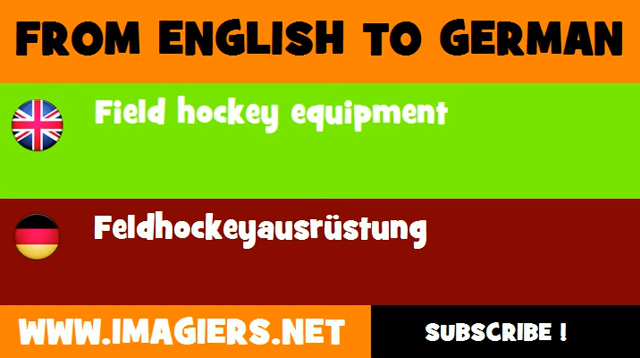 FROM ENGLISH TO GERMAN
Field hockey equipment
Feldhockeyausrüstung
WWW.IMAGIERS.NET
SUBSCRIBE !